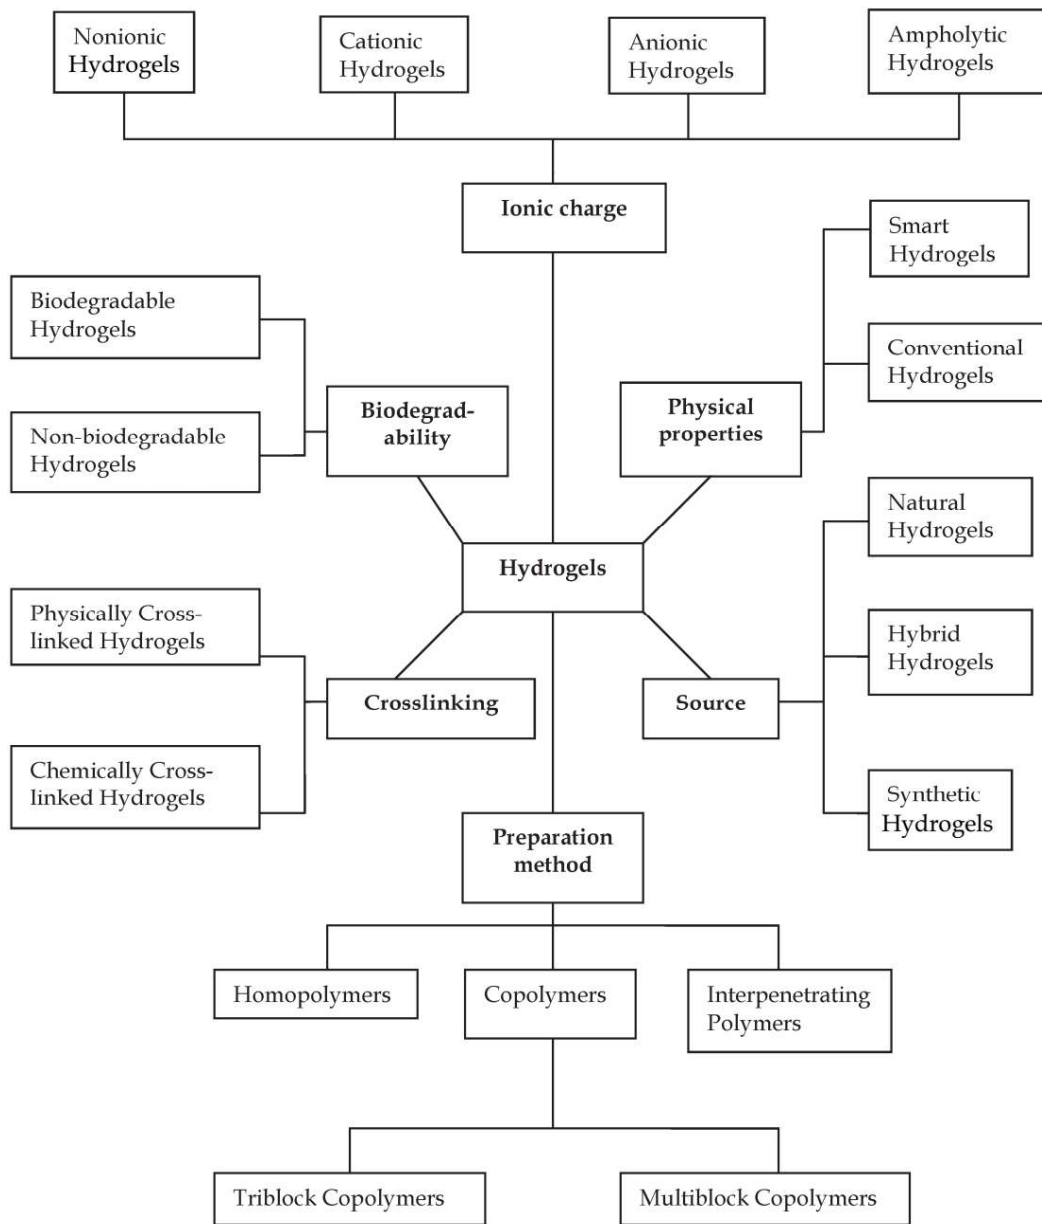 Nonionic
Hydrogels
Cationic
Hydrogels
Anionic
Hydrogels
Ampholytic
Hydrogels
Ionic charge
Smart
Hydrogels
Biodegradable
Hydrogels
Conventional
Hydrogels
Biodegrad-
ability
Physical
properties
Non-biodegradable
Hydrogels
Natural
Hydrogels
Hydrogels
Physically Cross-
linked Hydrogels
Hybrid
Hydrogels
Crosslinking
Source
Chemically Cross-
linked Hydrogels
Synthetic
Hydrogels
Preparation
method
Homopolymers
Copolymers
Interpenetrating
Polymers
Triblock Copolymers
Multiblock Copolymers